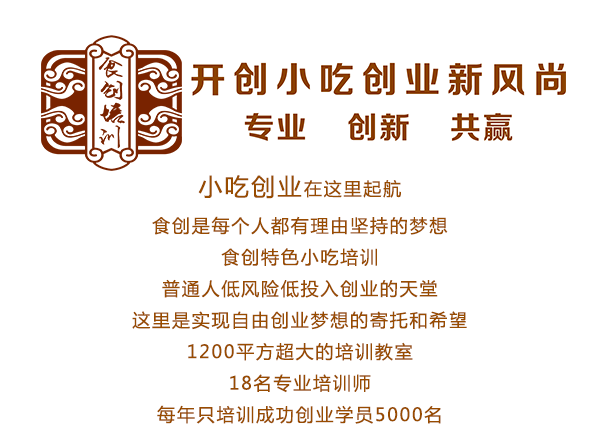 食创培训
开创小吃创业新风尚
专业 创新 共赢
小吃创业在这里起航
食创是每个人都有理由坚持的梦想
食创特色小吃培训
普通人低风险低投入创业的天堂
这里是实现自由创业梦想的寄托和希望
1200平方超大的培训教室
18名专业培训师
每年只培训成功创业学员5000名